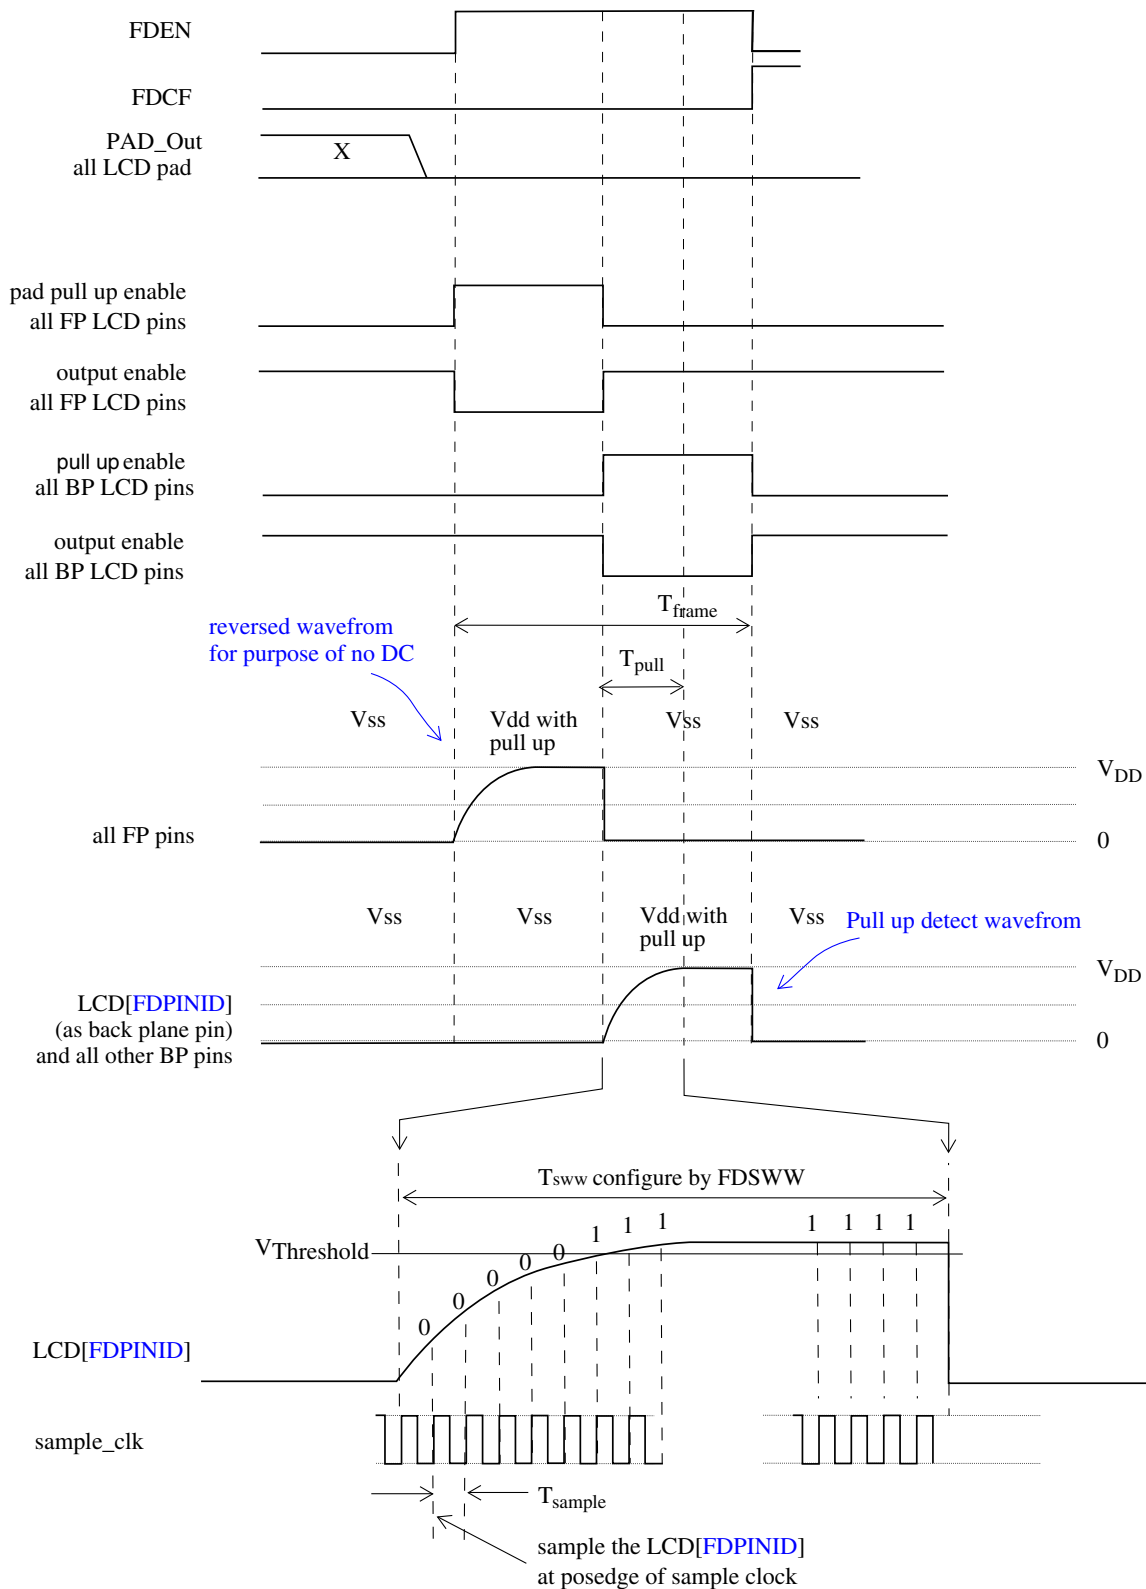 FDEN
FDCF
PAD_Out
all LCD pad
X
pad pull up enable
all FP LCD pins
output enable
all FP LCD pins
pull up enable
all BP LCD pins
output enable
all BP LCD pins
Tframe
reversed wavefrom
for purpose of no DC
Tpull
Vss
Vdd with
pull up
Vss
Vss
VDD
all FP pins
0
Vss
Vss
Vdd with
pull up
Vss
Pull up detect wavefrom
VDD
LCD[FDPINID]
(as back plane pin)
and all other BP pins
0
Tsww configure by FDSWW
VThreshold
0 0 0 0 0 1 1 1 1 1 1 1
LCD[FDPINID]
sample_clk
Tsample
sample the LCD[FDPINID]
at posedge of sample clock